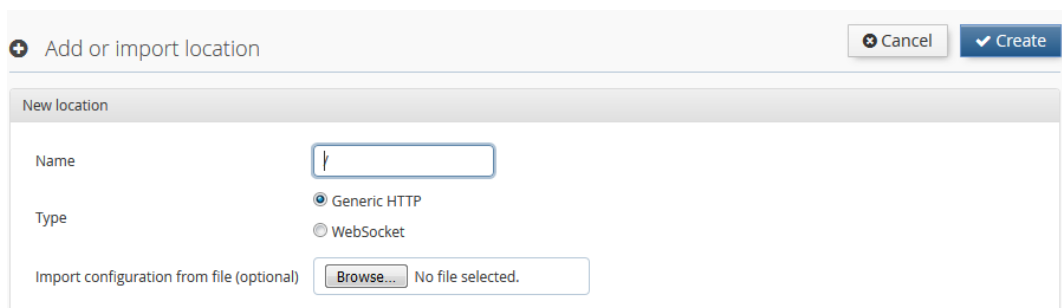 Add or import location
Cancel
Create
New location
Name
/
Type
Generic HTTP
WebSocket
Import configuration from file (optional)
Browse... No file selected.